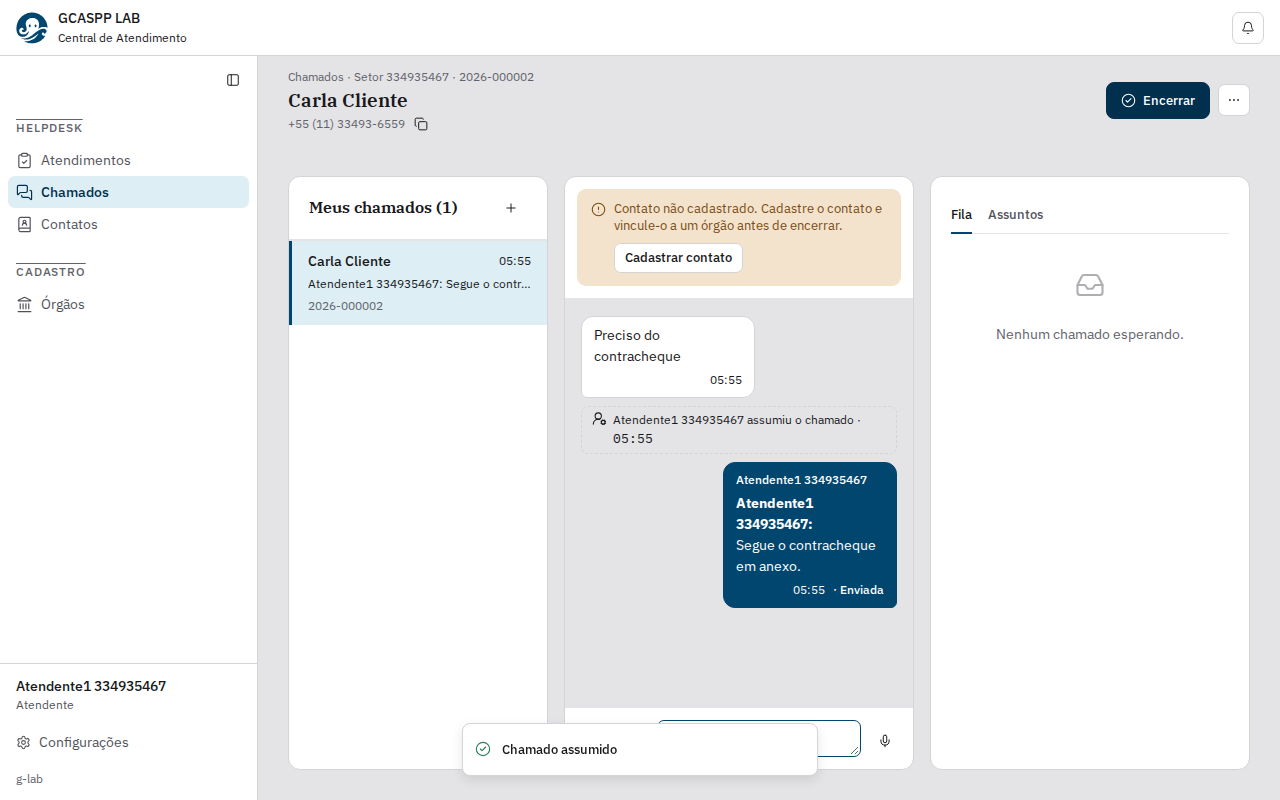 GCASPP LAB
Central de Atendimento
HELPDESK
Atendimentos
Chamados
Contatos
CADASTRO
Órgãos
Atendente1 334935467
Atendente
Configurações
g-lab
Chamados · Setor 334935467 · 2026-000002
Carla Cliente
+55 (11) 33493-6559
Encerrar
Meus chamados (1)
Carla Cliente
05:55
Atendente1 334935467: Segue o contr...
2026-000002
Contato não cadastrado. Cadastre o contato e
vincule-o a um órgão antes de encerrar.
Cadastrar contato
Preciso do
contracheque
05:55
Atendente1 334935467 assumiu o chamado ·
05:55
Atendente1 334935467
Atendente1
334935467:
Segue o contracheque
em anexo.
05:55 · Enviada
Chamado assumido
Fila
Assuntos
Nenhum chamado esperando.